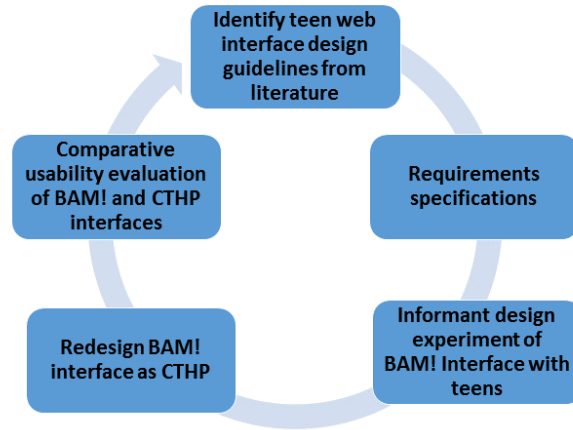 Identify teen web
interface design
guidelines from
literature
Requirements
specifications
Informant design
experiment of
BAM! Interface with
teens
Redesign BAM!
interface as CTHP
Comparative
usability evaluation
of BAM! and CTHP
interfaces